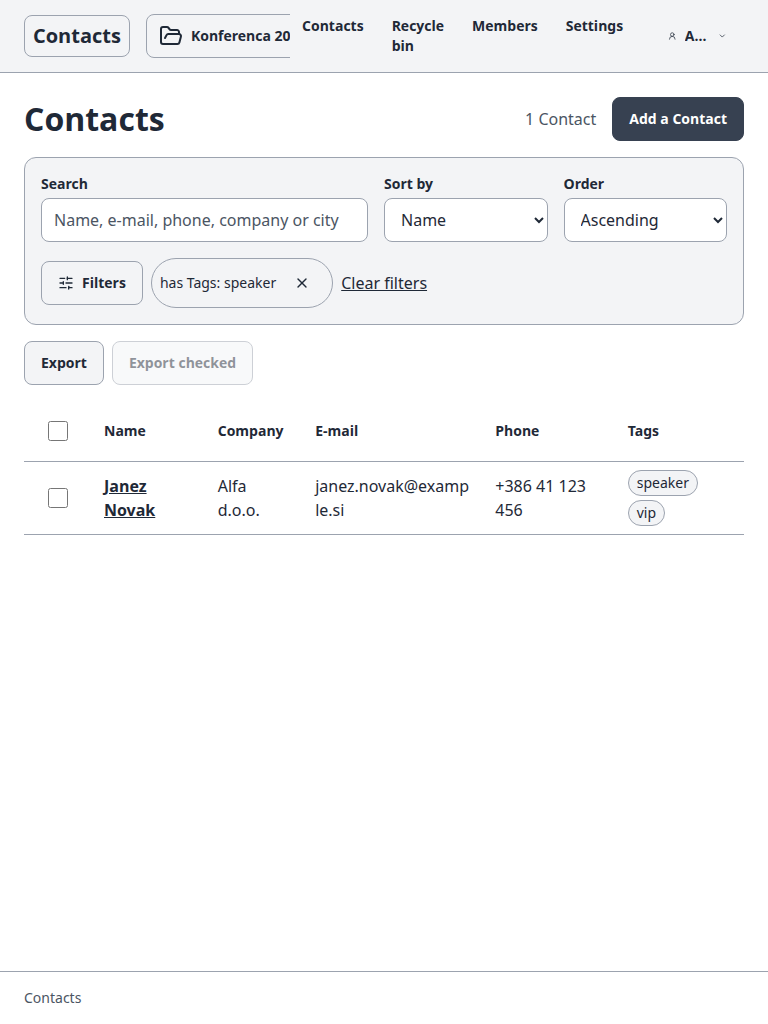 Contacts
Konferenca 20
Contacts
Recycle
bin
Members
Settings
A...
Contacts
1 Contact
Add a Contact
Search
Sort by
Order
Name, e-mail, phone, company or city
Name
Ascending
Filters
has Tags: speaker
Clear filters
Export
Export checked
Name
Company
E-mail
Phone
Tags
Janez
Novak
Alfa
d.o.o.
janez.novak@examp
le.si
+386 41 123
456
speaker
vip
Contacts